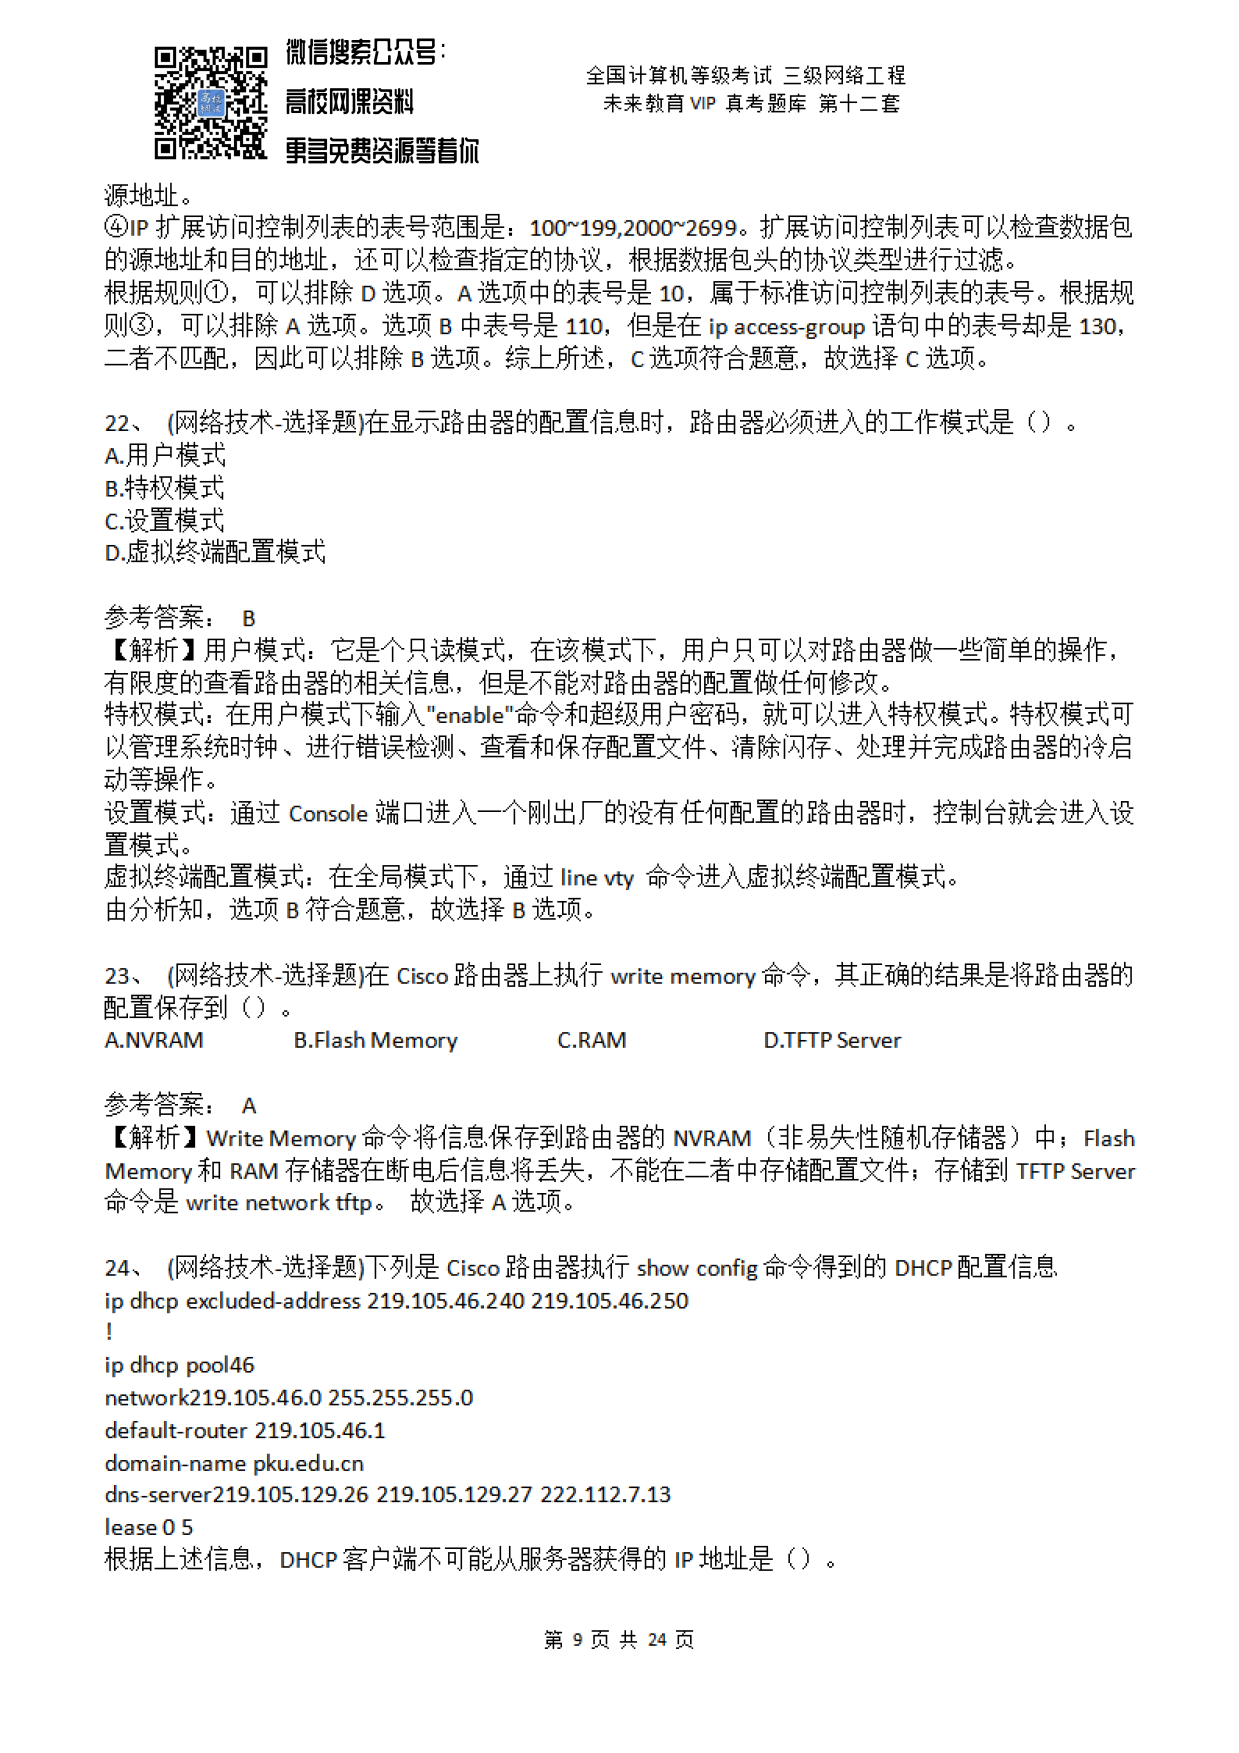 微信搜索公众号：
高校网课资料
更多免费资源等着你
全国计算机等级考试 三级网络工程
未来教育 VIP 真考题库 第十二套
源地址。
④IP 扩展访问控制列表的表号范围是：100~199,2000~2699。扩展访问控制列表可以检查数据包
的源地址和目的地址，还可以检查指定的协议，根据数据包头的协议类型进行过滤。
根据规则①，可以排除 D 选项。A 选项中的表号是 10，属于标准访问控制列表的表号。根据规
则③，可以排除 A 选项。选项 B 中表号是 110，但是在 ip access-group 语句中的表号却是 130，
二者不匹配，因此可以排除 B 选项。综上所述，C 选项符合题意，故选择 C 选项。
22、 (网络技术-选择题)在显示路由器的配置信息时，路由器必须进入的工作模式是（）。
A.用户模式
B.特权模式
C.设置模式
D.虚拟终端配置模式
参考答案： B
【解析】用户模式：它是个只读模式，在该模式下，用户只可以对路由器做一些简单的操作，
有限度的查看路由器的相关信息，但是不能对路由器的配置做任何修改。
特权模式：在用户模式下输入"enable"命令和超级用户密码，就可以进入特权模式。特权模式可
以管理系统时钟、进行错误检测、查看和保存配置文件、清除闪存、处理并完成路由器的冷启
动等操作。
设置模式：通过 Console 端口进入一个刚出厂的没有任何配置的路由器时，控制台就会进入设
置模式。
虚拟终端配置模式：在全局模式下，通过 line vty 命令进入虚拟终端配置模式。
由分析知，选项 B 符合题意，故选择 B 选项。
23、 (网络技术-选择题)在 Cisco 路由器上执行 write memory 命令，其正确的结果是将路由器的
配置保存到（）。
A.NVRAM B.Flash Memory C.RAM D.TFTP Server
参考答案： A
【解析】Write Memory 命令将信息保存到路由器的 NVRAM（非易失性随机存储器）中；Flash
Memory 和 RAM 存储器在断电后信息将丢失，不能在二者中存储配置文件；存储到 TFTP Server
命令是 write network tftp。 故选择 A 选项。
24、 (网络技术-选择题)下列是 Cisco 路由器执行 show config 命令得到的 DHCP 配置信息
ip dhcp excluded-address 219.105.46.240 219.105.46.250
!
ip dhcp pool46
network219.105.46.0 255.255.255.0
default-router 219.105.46.1
domain-name pku.edu.cn
dns-server219.105.129.26 219.105.129.27 222.112.7.13
lease 0 5
根据上述信息，DHCP 客户端不可能从服务器获得的 IP 地址是（）。
第 9 页 共 24 页